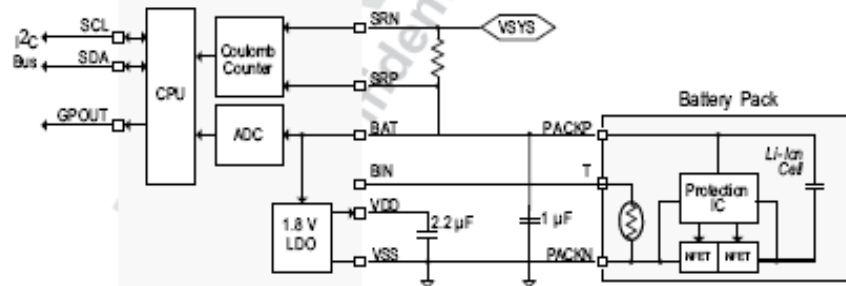 SCL
I2C
Bus
SDA
GPOUT
CPU
Coulomb
Counter
ADC
1.8 V
LDO
SRN
SRP
BAT
BIN
VDD
VSS
2.2 µF
1 µF
VSYS
PACKP
T
PACKN
Battery Pack
Li-Ion
Cell
Protection
IC
NFET NFET
nfident